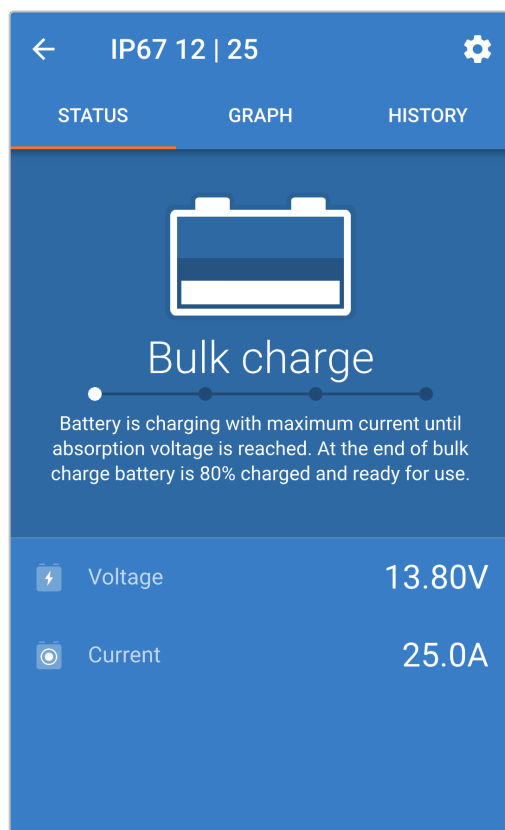 IP67 12 | 25
STATUS GRAPH HISTORY
Bulk charge
Battery is charging with maximum current until
absorption voltage is reached. At the end of bulk
charge battery is 80% charged and ready for use.
Voltage 13.80V
Current 25.0A